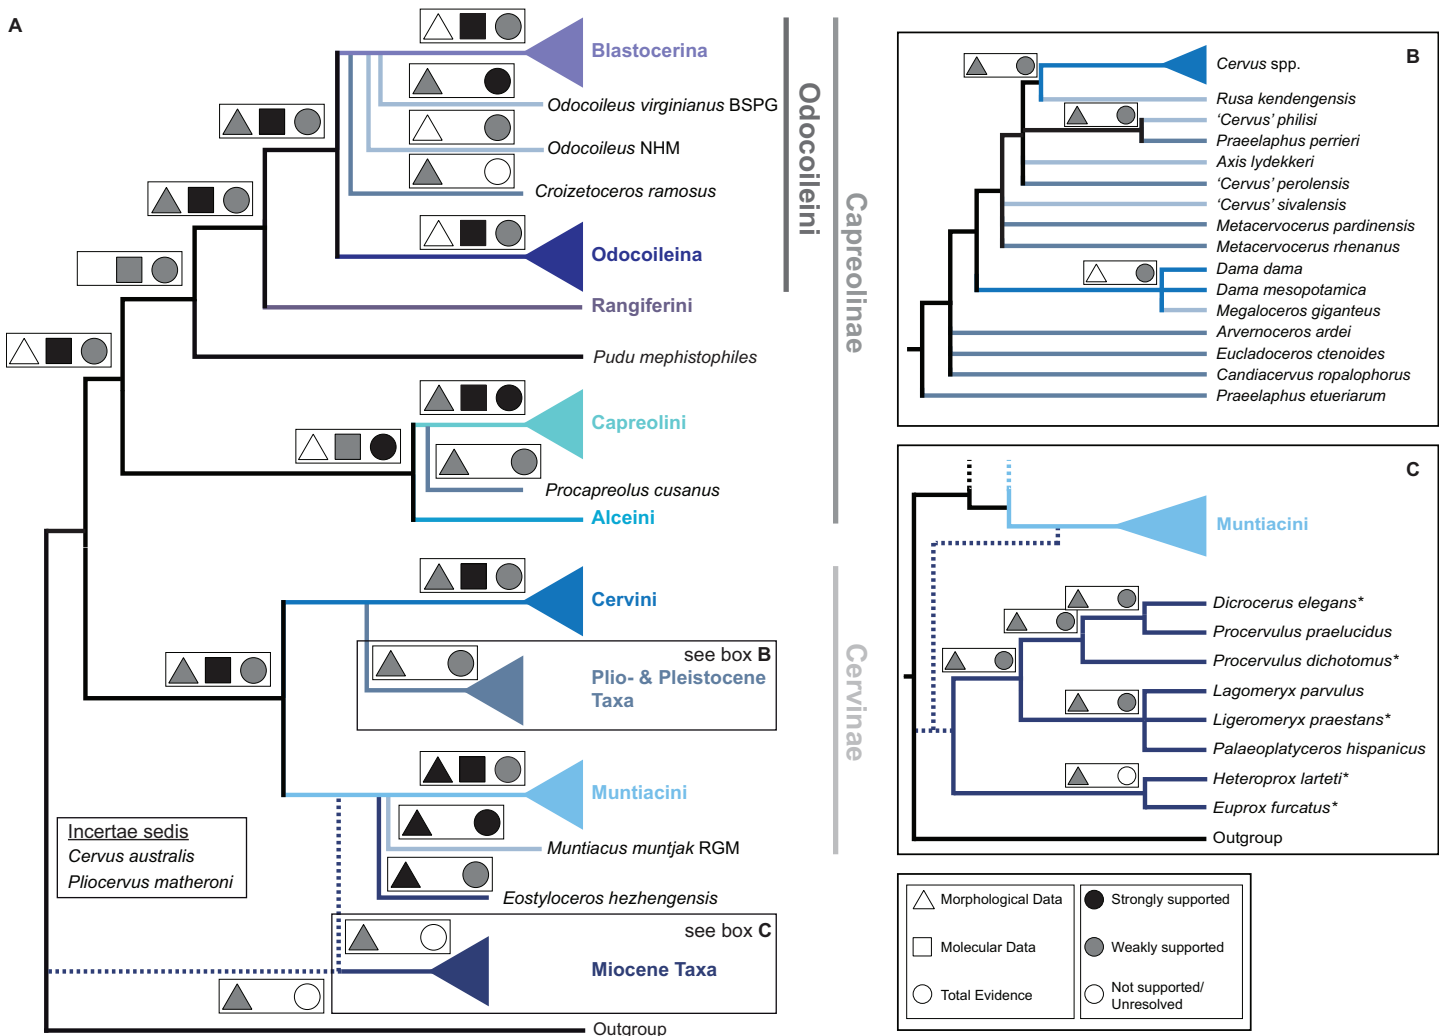 A
Blastocerina
Odocoileus virginianus BSPG
Odocoileus NHM
Croizetoceros ramosus
Odocoileina
Rangiferini
Pudu mephistophiles
Capreolini
Procapreolus cusanus
Alceini
Cervini
see box B
Plio- & Pleistocene
Taxa
Muntiacini
Muntiacus muntjak RGM
Eostyloceros hezhengensis
see box C
Miocene Taxa
Outgroup
Odocoileini
Capreolinae
Cervinae
Incertae sedis
Cervus australis
Pliocervus matheroni
B
Cervus spp.
Rusa kendengensis
‘Cervus’ philisi
Praeelaphus perrieri
Axis lydekkeri
‘Cervus’ perolensis
‘Cervus’ sivalensis
Metacervocerus pardinensis
Metacervocerus rhenanus
Dama dama
Dama mesopotamica
Megaloceros giganteus
Arvernoceros ardei
Eucladoceros ctenoides
Candiacervus ropalophorus
Praeelaphus etueriarum
C
Muntiacini
Dicrocerus elegans*
Procervulus praelucidus
Procervulus dichotomus*
Lagomeryx parvulus
Ligeromeryx praestans*
Palaeoplatyceros hispanicus
Heteroprox larteti*
Euprox furcatus*
Outgroup
Morphological Data
Molecular Data
Total Evidence
Strongly supported
Weakly supported
Not supported/
Unresolved